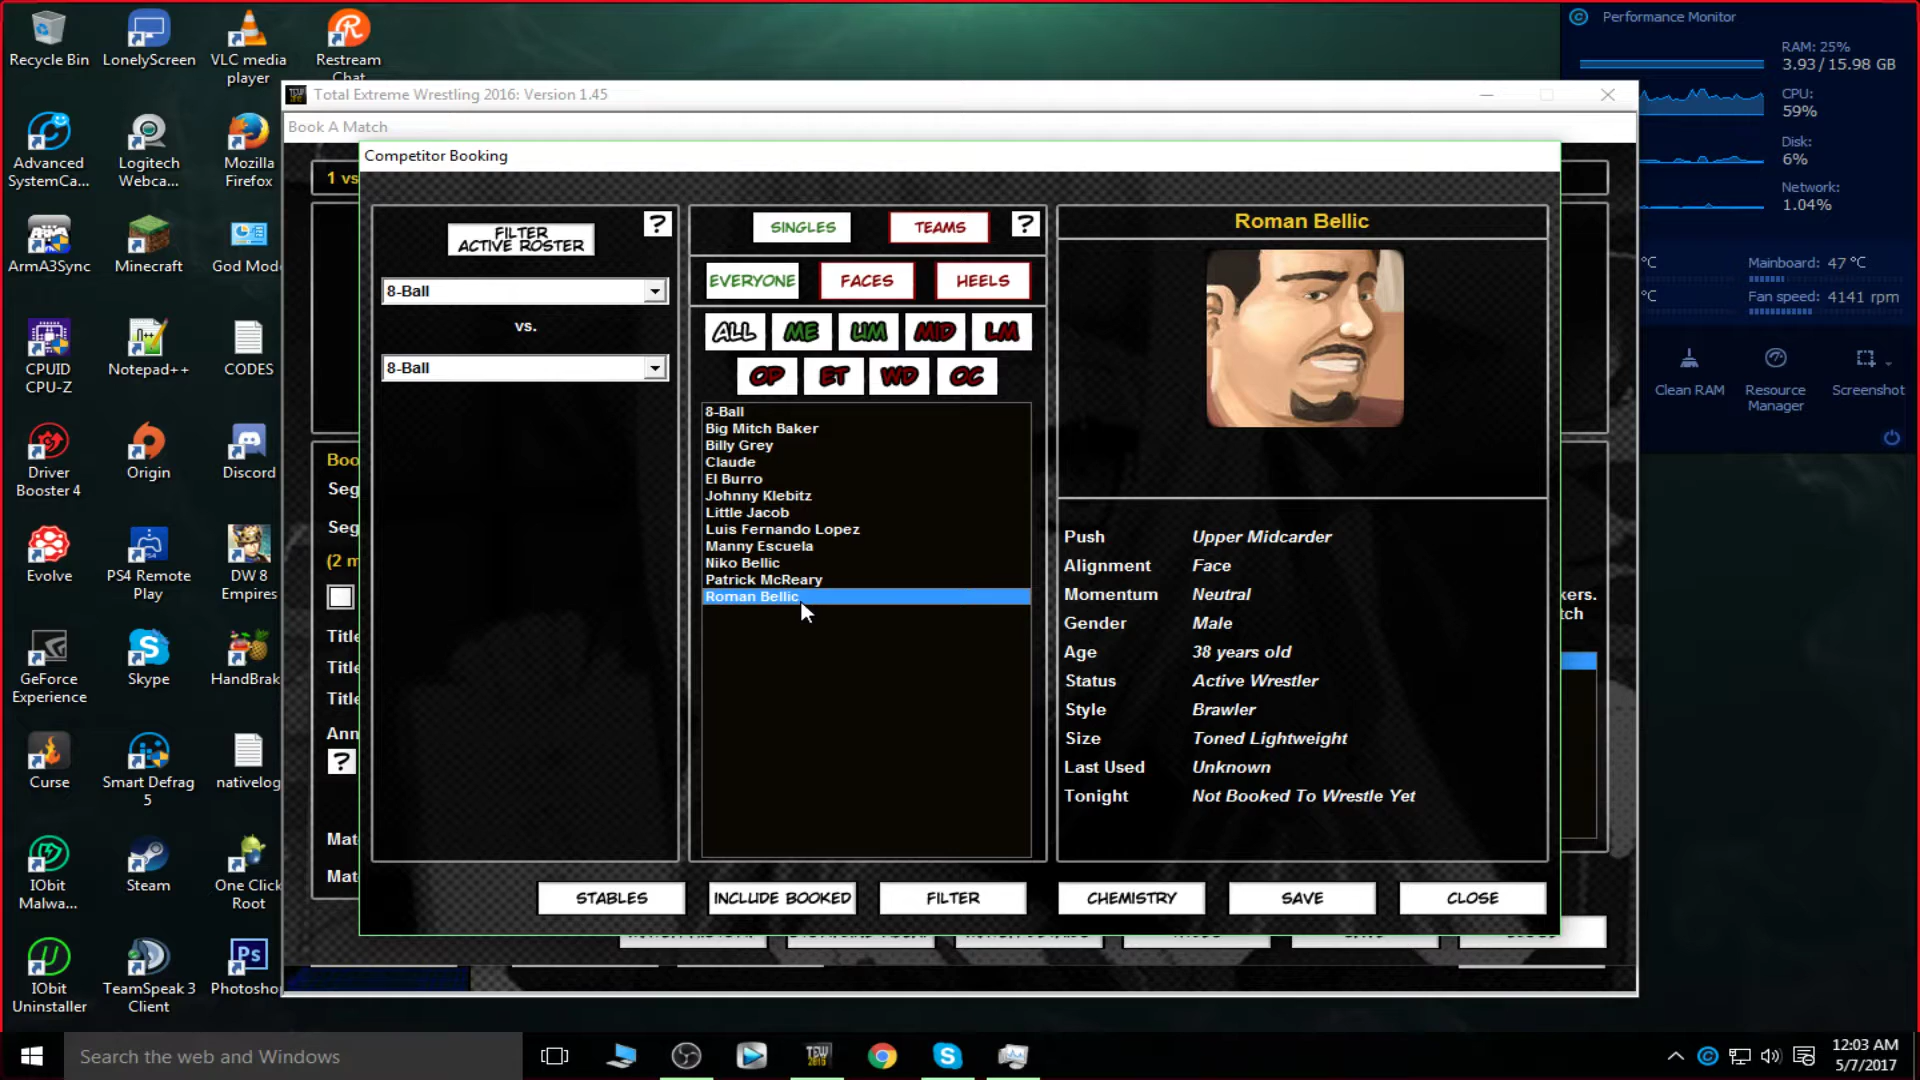 Recycle Bin
LonelyScreen
VLC media player
Restream Chat
Advanced SystemCa...
Logitech Webca...
Mozilla Firefox
ArmA3Sync
Minecraft
God Mod
CPUID CPU-Z
Notepad++
CODES
Driver Booster 4
Origin
Discord
Evolve
PS4 Remote Play
DW 8 Empires
GeForce Experience
Skype
HandBrak
Curse
Smart Defrag 5
nativelog
IObit Malwa...
Steam
One Click Root
IObit Uninstaller
TeamSpeak 3 Client
Photosho
Total Extreme Wrestling 2016: Version 1.45
Book A Match
Competitor Booking
1 vs
Boo
Seg
Seg
(2 m
Title
Title
Title
Ann
?
Mat
Mat
FILTER
ACTIVE ROSTER
?
8-Ball
vs.
8-Ball
SINGLES
TEAMS
?
EVERYONE
FACES
HEELS
ALL
ME
UM
MID
LM
OP
ET
WD
OC
8-Ball
Big Mitch Baker
Billy Grey
Claude
El Burro
Johnny Klebitz
Little Jacob
Luis Fernando Lopez
Manny Escuela
Niko Bellic
Patrick McReary
Roman Bellic
Roman Bellic
Push Upper Midcarder
Alignment Face
Momentum Neutral
Gender Male
Age 38 years old
Status Active Wrestler
Style Brawler
Size Toned Lightweight
Last Used Unknown
Tonight Not Booked To Wrestle Yet
kers.
tch
STABLES
INCLUDE BOOKED
FILTER
CHEMISTRY
SAVE
CLOSE
Performance Monitor
RAM: 25%
3.93/15.98 GB
CPU:
59%
Disk:
6%
Network:
1.04%
°C
Mainboard: 47 °C
°C
Fan speed: 4141 rpm
Clean RAM
Resource Manager
Screenshot
Search the web and Windows
12:03 AM
5/7/2017